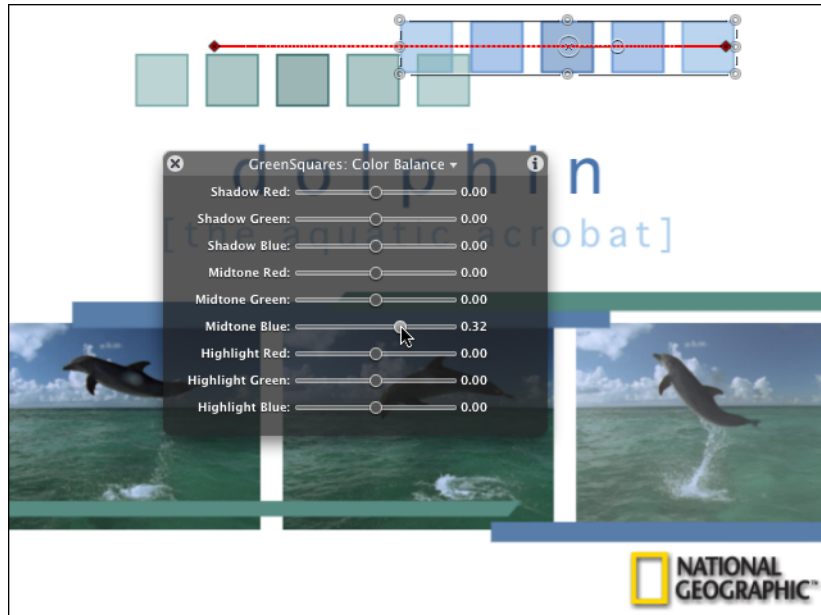 dolphin
GreenSquares: Color Balance
Shadow Red: 0.00
Shadow Green: 0.00
[the aquatic acrobat]
Shadow Blue: 0.00
Midtone Red: 0.00
Midtone Green: 0.00
Midtone Blue: 0.32
Highlight Red: 0.00
Highlight Green: 0.00
Highlight Blue: 0.00
NATIONAL
GEOGRAPHIC™